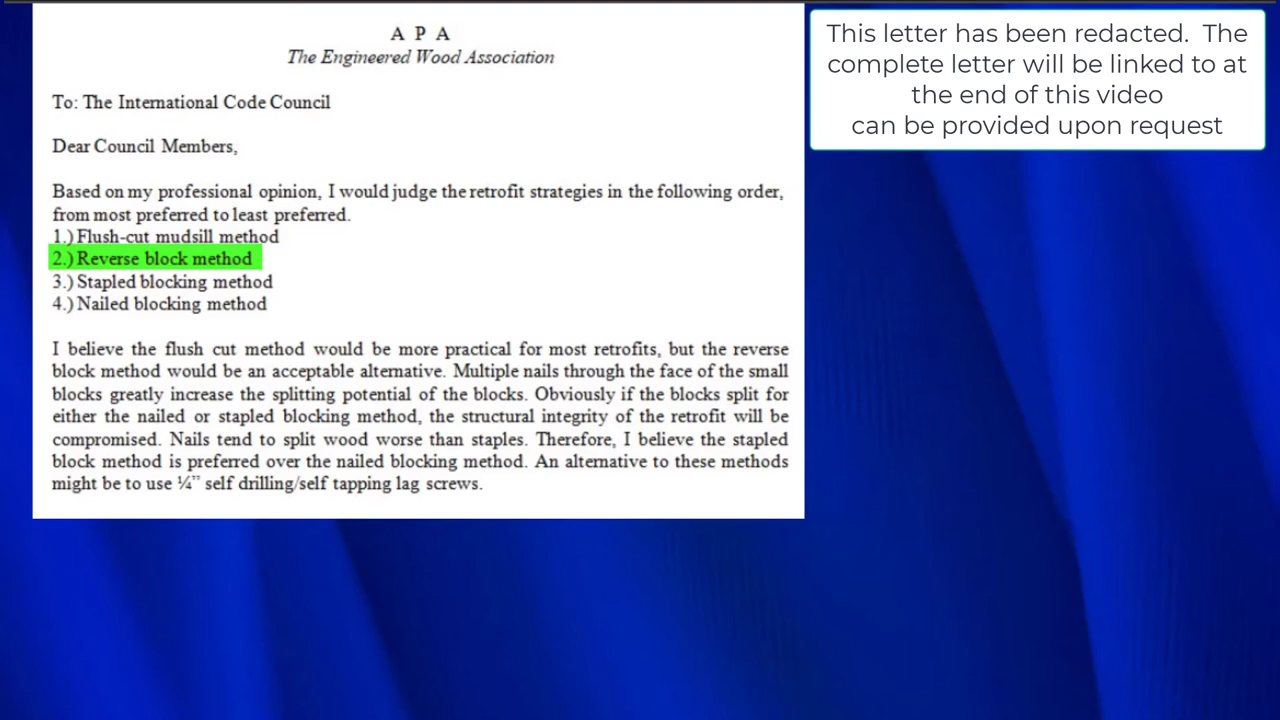 A P A
The Engineered Wood Association
To: The International Code Council
Dear Council Members,
Based on my professional opinion, I would judge the retrofit strategies in the following order,
from most preferred to least preferred.
1.) Flush-cut mudsill method
2.) Reverse block method
3.) Stapled blocking method
4.) Nailed blocking method
I believe the flush cut method would be more practical for most retrofits, but the reverse
block method would be an acceptable alternative. Multiple nails through the face of the small
blocks greatly increase the splitting potential of the blocks. Obviously if the blocks split for
either the nailed or stapled blocking method, the structural integrity of the retrofit will be
compromised. Nails tend to split wood worse than staples. Therefore, I believe the stapled
block method is preferred over the nailed blocking method. An alternative to these methods
might be to use ¼" self drilling/self tapping lag screws.
This letter has been redacted. The
complete letter will be linked to at
the end of this video
can be provided upon request